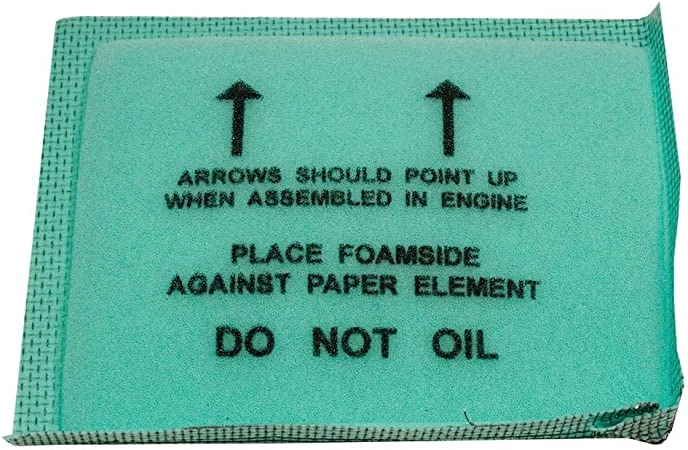 ARROWS SHOULD POINT UP
WHEN ASSEMBLED IN ENGINE
PLACE FOAMSIDE
AGAINST PAPER ELEMENT
DO NOT OIL